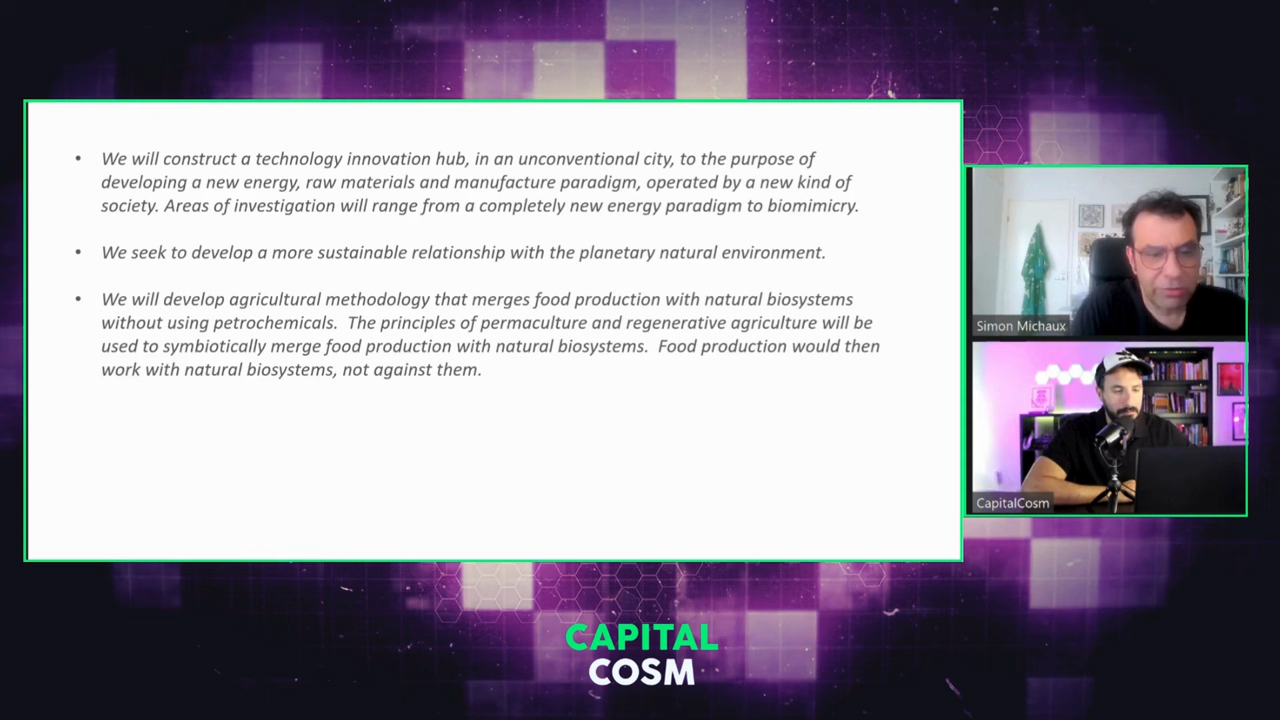 • We will construct a technology innovation hub, in an unconventional city, to the purpose of
developing a new energy, raw materials and manufacture paradigm, operated by a new kind of
society. Areas of investigation will range from a completely new energy paradigm to biomimicry.
• We seek to develop a more sustainable relationship with the planetary natural environment.
• We will develop agricultural methodology that merges food production with natural biosystems
without using petrochemicals.  The principles of permaculture and regenerative agriculture will be
used to symbiotically merge food production with natural biosystems.  Food production would then
work with natural biosystems, not against them.
Simon Michaux
CapitalCosm
CAPITAL
COSM